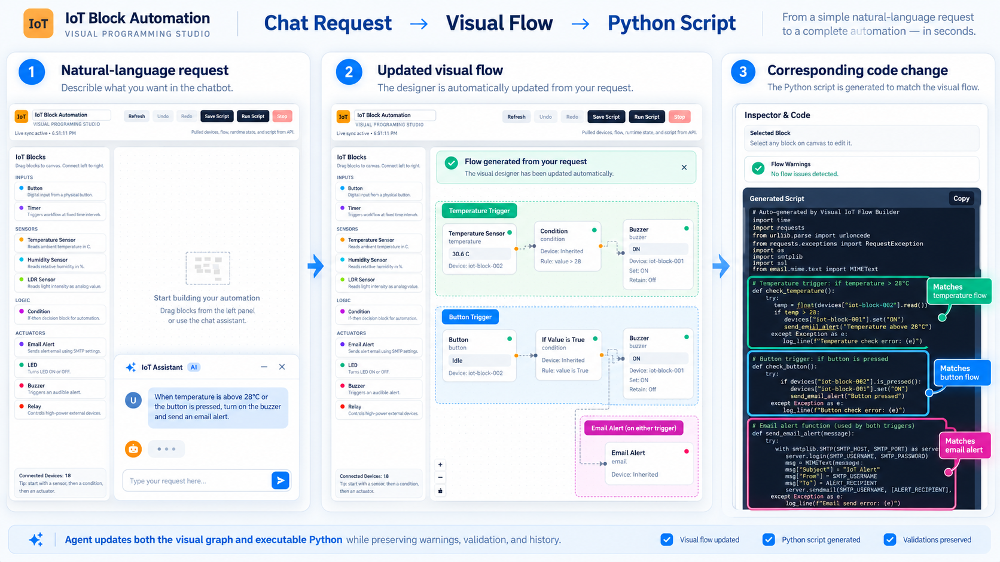 IoT
IoT Block Automation
VISUAL PROGRAMMING STUDIO
Chat Request → Visual Flow → Python Script
From a simple natural-language request
to a complete automation — in seconds.
1
Natural-language request
Describle what you want in the chatbot.
IoT
IoT Block Automation
VISUAL PROGRAMING STUDIO
Refresh
Undo
Redo
Save Script
Run Script
Stop
Live sync active • 6:51:11 PM
Pulled devices, flow, runtime state, and script from API.
IoT Blocks
Drag blocks to canvas. Connect left to right.
INPUTS
Button
Digital input from a physical button.
Timer
Triggers workflow at fixed time intervals.
SENSORS
Temperature Sensor
Reads ambient temperature in C.
Humidity Sensor
Reads relative humidity in %.
LDR Sensor
Reads light intensity as analog value.
LOGIC
Condition
If-then decision block for automation.
ACTUATORS
Email Alert
Sends alert email using SMTP settings.
LED
Turns LED ON or OFF.
Buzzer
Triggers an audible alert.
Relay
Controls high-power external devices.
Connected Devices: 18
Tip: start with a sensor, then a condition,
then an actuator.
Start building your automation
Drag blocks from the left panel
or use the chat assistant.
IoT Assistant
AI
U
When temperature is above 28°C or
the button is pressed, turn on the buzzer
and send an email alert.
Type your request here...
2
Updated visual flow
The designer is automatically updated from your request.
IoT
IoT Block Automation
VISUAL PROGRAMING STUDIO
Refresh
Undo
Redo
Save Script
Run Script
Stop
Live sync active • 6:51:11 PM
Pulled devices, flow, runtime state, and script from API.
IoT Blocks
Drag blocks to canvas. Connect left to right.
INPUTS
Button
Digital input from a physical button.
Timer
Triggers workflow at fixed time intervals.
SENSORS
Temperature Sensor
Reads ambient temperature in C.
Humidity Sensor
Reads relative humidity in %.
LDR Sensor
Reads light intensity as analog value.
LOGIC
Condition
If-then decision block for automation.
ACTUATORS
Email Alert
Sends alert email using SMTP settings.
LED
Turns LED ON or OFF.
Buzzer
Triggers an audible alert.
Relay
Controls high-power external devices.
Connected Devices: 18
Tip: start with a sensor, then a condition,
then an actuator.
Flow generated from your request
The visual designer has been updated automatically.
Temperature Trigger
Temperature Sensor
temperature
30.6 C
Device: iot-block-002
Condition
condition
Device: Inherited
Rule: value > 28
Buzzer
buzzer
ON
Device: iot-block-001
Set: ON
Retain: Off
Button Trigger
Button
button
Idle
Device: iot-block-002
If Value is True
condition
Device: Inherited
Rule: value is True
Buzzer
buzzer
ON
Device: iot-block-001
Set: ON
Retain: Off
Email Alert (on either trigger)
Email Alert
email
Device: Inherited
3
Corresponding code change
The Python script is generated to match the visual flow.
Inspector & Code
Selected Block
Select any block on canvas to edit it.
Flow Warnings
No flow issues detected.
Generated Script
Copy
# Auto-generated by Visual IoT Flow Builder
import time
import requests
from urllib.parse import urloncede
from requests.exceptions import RequestException
import os
import smtplib
import ssl
from email.mime.text import MIMEText
# Temperature trigger: if temperature > 28°C
def check_temperature():
try:
temp = float(devices["iot-block-002"].read())
if temp > 28:
devices["iot-block-001"].set("ON")
send_email_alert("Temperature above 28°C")
except Exception as e:
log_line(f"Temperature check error: {e}")
Matches
temperature flow
# Button trigger: if button is pressed
def check_button():
try:
if devices["iot-block-002"].is_pressed():
devices["iot-block-001"].set("ON")
send_email_alert("Button pressed")
except Exception as e:
log_line(f"Button check error: {e}")
Matches
button flow
# Email alert function (used by both triggers)
def send_email_alert(message):
try:
with smtplib.SMTP(SMTP_HOST, SMTP_PORT) as server
server.login(SMTP_USERNAME, SMTP_PASSWORD)
msg = MIMEText(message)
msg["Subject"] = "IoT Alert"
msg["From"] = SMTP_USERNAME
msg["To"] = ALERT_RECIPIENT
server.sendmail(SMTP_USERNAME, [ALERT_RECIPIENT],
except Exception as e:
log_line(f"Email send error: {e}")
Matches
email alert
Agent updates both the visual graph and executable Python while preserving warnings, validation, and history.
Visual flow updated
Python script generated
Validations preserved